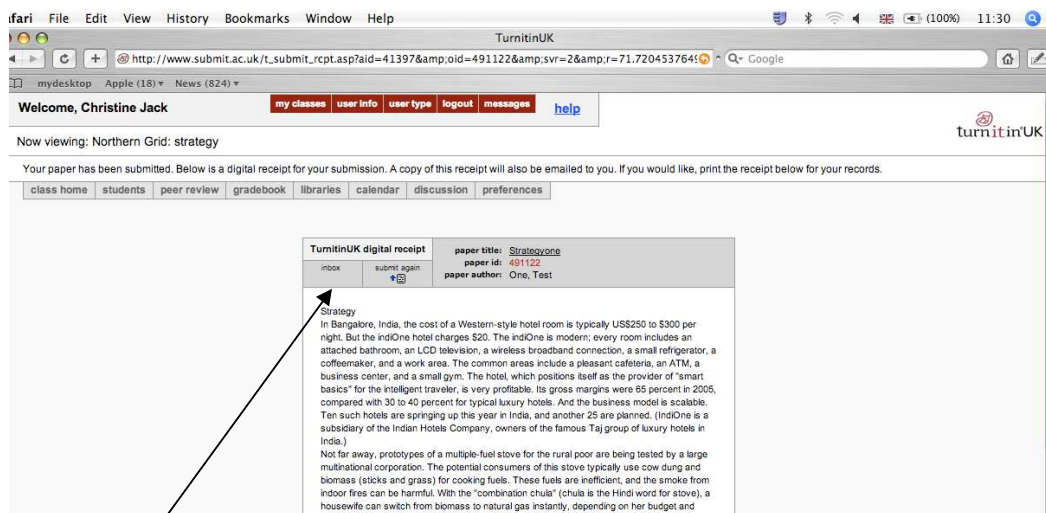 fari File Edit View History Bookmarks Window Help (100%) 11:30
TurnitinUK
http://www.submit.ac.uk/t_submit_rcpt.asp?aid=41397&amp;oid=491122&amp;svr=2&amp;r=71.720453764 Google
mydesktop Apple (18) News (824)
Welcome, Christine Jack my classes user info user type logout messages help
turnitin'UK
Now viewing: Northern Grid: strategy
Your paper has been submitted. Below is a digital receipt for your submission. A copy of this receipt will also be emailed to you. If you would like, print the receipt below for your records.
class home students peer review gradebook libraries calendar discussion preferences
TurnitinUK digital receipt paper title: Strategyone
inbox submit again paper id: 491122
paper author: One, Test
Strategy
In Bangalore, India, the cost of a Western-style hotel room is typically US$250 to $300 per
night. But the indiOne hotel charges $20. The indiOne is modern; every room includes an
attached bathroom, an LCD television, a wireless broadband connection, a small refrigerator, a
coffeemaker, and a work area. The common areas include a pleasant cafeteria, an ATM, a
business center, and a small gym. The hotel, which positions itself as the provider of "smart
basics" for the intelligent traveler, is very profitable. Its gross margins were 65 percent in 2005,
compared with 30 to 40 percent for typical luxury hotels. And the business model is scalable.
Ten such hotels are springing up this year in India, and another 25 are planned. (IndiOne is a
subsidiary of the Indian Hotels Company, owners of the famous Taj group of luxury hotels in
India.)
Not far away, prototypes of a multiple-fuel stove for the rural poor are being tested by a large
multinational corporation. The potential consumers of this stove typically use cow dung and
biomass (sticks and grass) for cooking fuels. These fuels are inefficient, and the smoke from
indoor fires can be harmful. With the "combination chula" (chula is the Hindi word for stove), a
housewife can switch from biomass to natural gas instantly, depending on her budget and